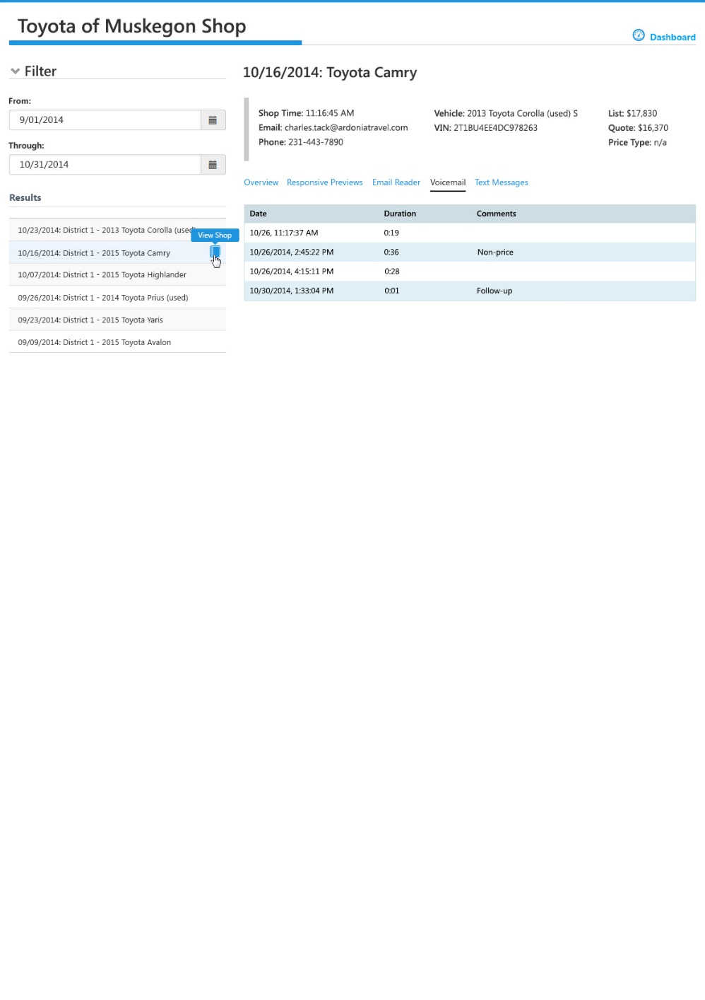 Toyota of Muskegon Shop
Dashboard
Filter
From:
9/01/2014
Through:
10/31/2014
Results
10/23/2014: District 1 - 2013 Toyota Corolla (used)
View Shop
10/16/2014: District 1 - 2015 Toyota Camry
10/07/2014: District 1 - 2015 Toyota Highlander
09/26/2014: District 1 - 2014 Toyota Prius (used)
09/23/2014: District 1 - 2015 Toyota Yaris
09/09/2014: District 1 - 2015 Toyota Avalon
10/16/2014: Toyota Camry
Shop Time: 11:16:45 AM
Email: charles.tack@ardoniatravel.com
Phone: 231-443-7890
Vehicle: 2013 Toyota Corolla (used) S
VIN: 2T1BU4EE4DC978263
List: $17,830
Quote: $16,370
Price Type: n/a
Overview Responsive Previews Email Reader Voicemail Text Messages
Date Duration Comments
10/26, 11:17:37 AM 0:19
10/26/2014, 2:45:22 PM 0:36 Non-price
10/26/2014, 4:15:11 PM 0:28
10/30/2014, 1:33:04 PM 0:01 Follow-up